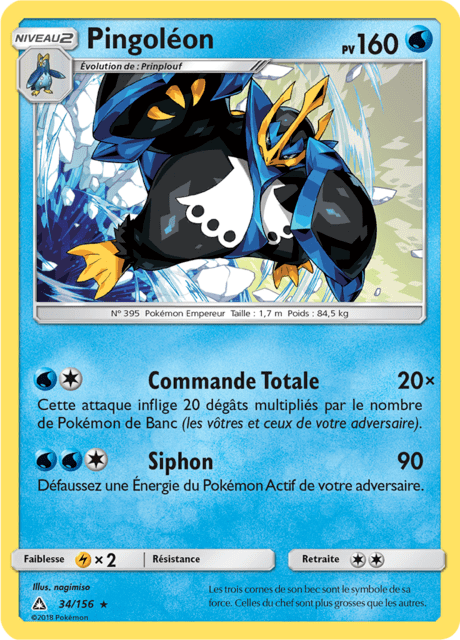 NIVEAU2
Pingoléon
PV160
Évolution de : Prinplouf
N° 395 Pokémon Empereur Taille : 1,7 m Poids : 84,5 kg
Commande Totale 20×
Cette attaque inflige 20 dégâts multipliés par le nombre
de Pokémon de Banc (les vôtres et ceux de votre adversaire).
Siphon 90
Défaussez une Énergie du Pokémon Actif de votre adversaire.
Faiblesse ×2 Résistance Retraite
Illus. nagimiso
34/156 ★
©2018 Pokémon
Les trois cornes de son bec sont le symbole de sa
force. Celles du chef sont plus grosses que les autres.